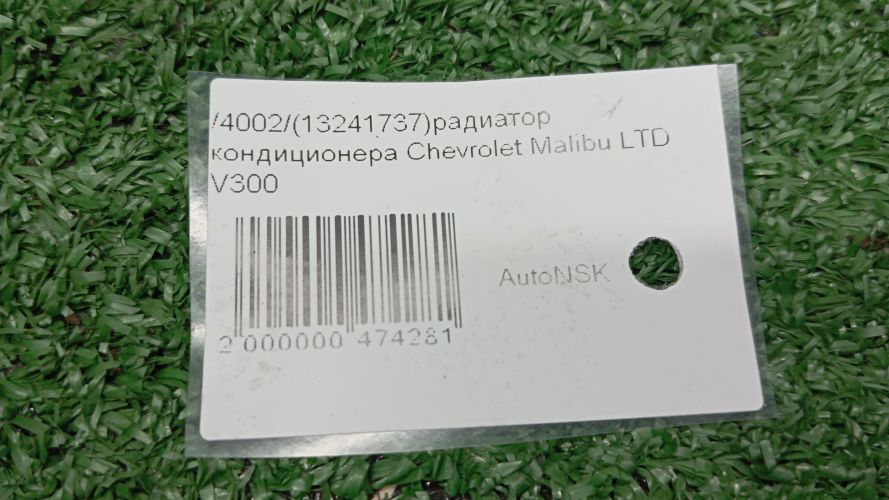 /4002/(13241737)радиатор
кондиционера Chevrolet Malibu LTD
V300
AutoNSK
2 000000 474281